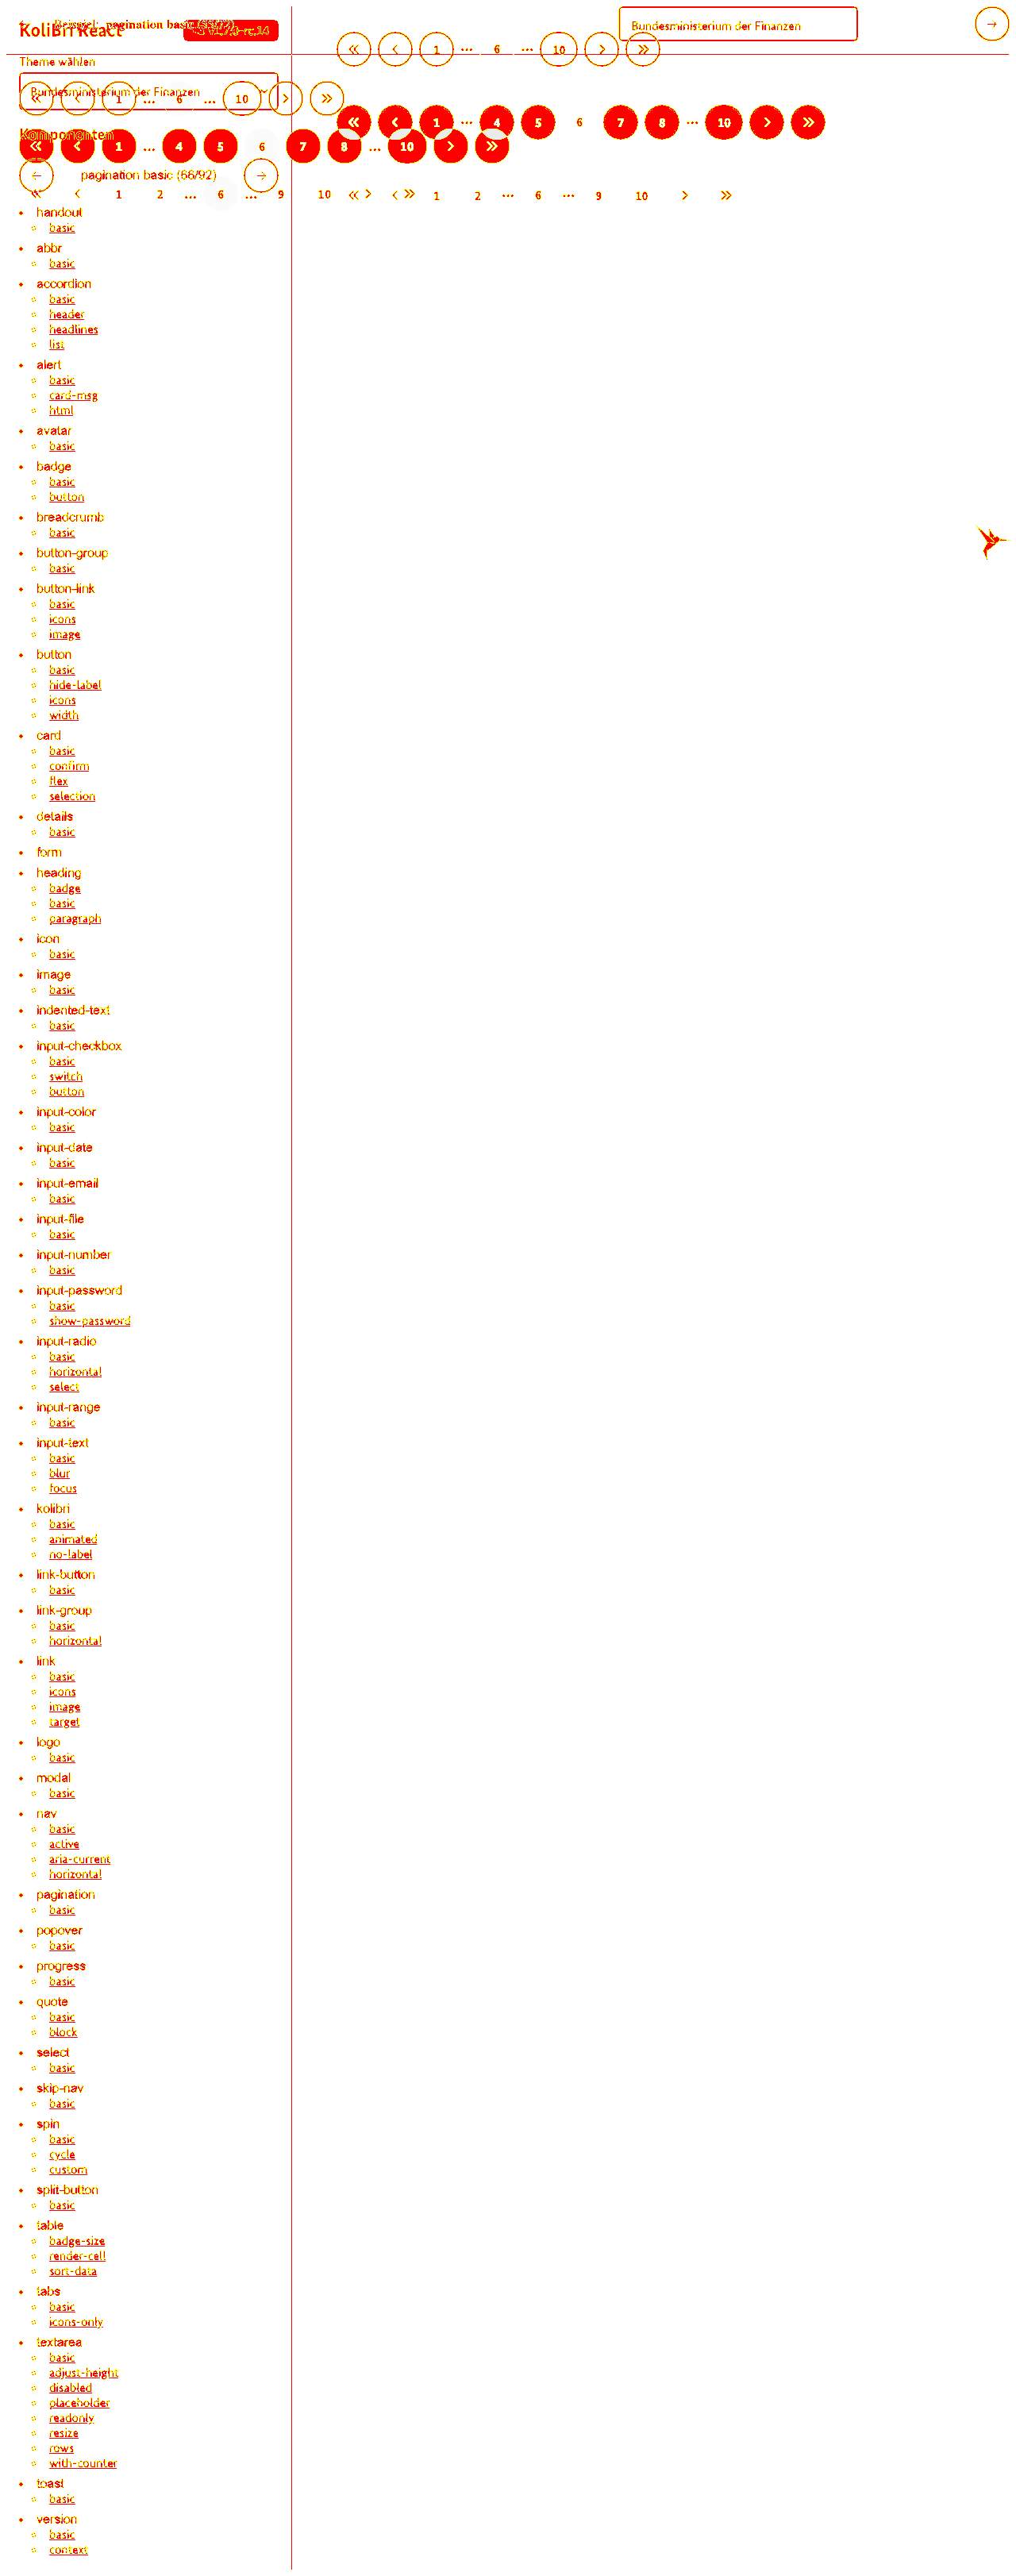 Beispiel: pagination basic
KoliBri React
Bundesministerium der Finanzen
« ‹ 1 ... 6 ... 10 › »
Theme wählen
Bundesministerium der Finanzen
« ‹ 1 ... 6 ... 10 › »
« ‹ 1 ... 4 5 6 7 8 ... 10 › »
Komponenten
« ‹ 1 ... 4 5 6 7 8 ... 10 › »
← pagination basic (66/92) →
« ‹ 1 2 ... 6 ... 9 10 › »
« ‹ 1 2 ... 6 ... 9 10 › »
handout
basic
abbr
basic
accordion
basic
header
headlines
list
alert
basic
card-msg
html
avatar
basic
badge
basic
button
breadcrumb
basic
button-group
basic
button-link
basic
icons
image
button
basic
hide-label
icons
width
card
basic
confirm
flex
selection
details
basic
form
heading
badge
basic
paragraph
icon
basic
image
basic
indented-text
basic
input-checkbox
basic
switch
button
input-color
basic
input-date
basic
input-email
basic
input-file
basic
input-number
basic
input-password
basic
show-password
input-radio
basic
horizontal
select
input-range
basic
input-text
basic
blur
focus
kolibri
basic
animated
no-label
link-button
basic
link-group
basic
horizontal
link
basic
icons
image
target
logo
basic
modal
basic
nav
basic
active
aria-current
horizontal
pagination
basic
popover
basic
progress
basic
quote
basic
block
select
basic
skip-nav
basic
spin
basic
cycle
custom
split-button
basic
table
badge-size
render-cell
sort-data
tabs
basic
icons-only
textarea
basic
adjust-height
disabled
placeholder
readonly
resize
rows
with-counter
toast
basic
version
basic
context